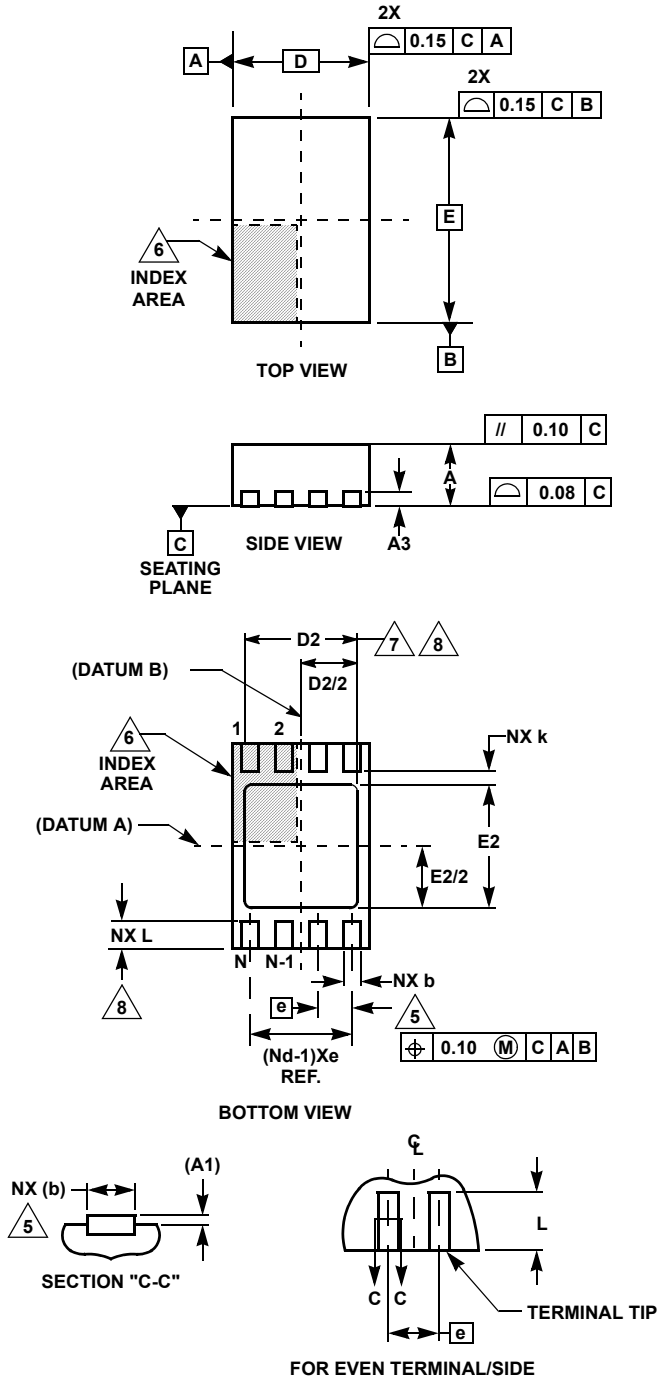 2X
0.15 C A
A D
2X
0.15 C B
E
6
INDEX
AREA
B
TOP VIEW
// 0.10 C
A
0.08 C
C
SIDE VIEW
A3
SEATING
PLANE
D2
7 8
(DATUM B)
D2/2
1 2
6
INDEX
AREA
NX k
(DATUM A)
E2
E2/2
NX L
N N-1
NX b
8
e
5
(Nd-1)Xe
REF.
0.10 M C A B
BOTTOM VIEW
(A1)
NX (b)
5
SECTION "C-C"
CL
L
C C
TERMINAL TIP
e
FOR EVEN TERMINAL/SIDE